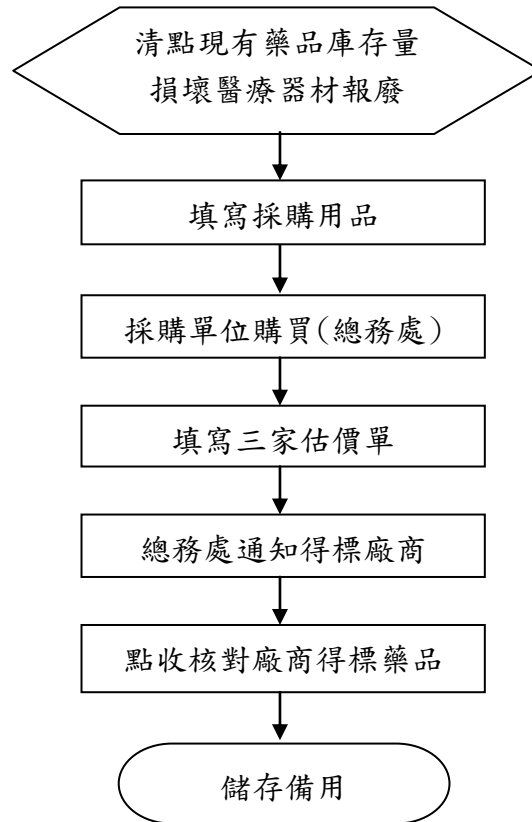 清點現有藥品庫存量
損壞醫療器材報廢
填寫採購用品
採購單位購買(總務處)
填寫三家估價單
總務處通知得標廠商
點收核對廠商得標藥品
儲存備用